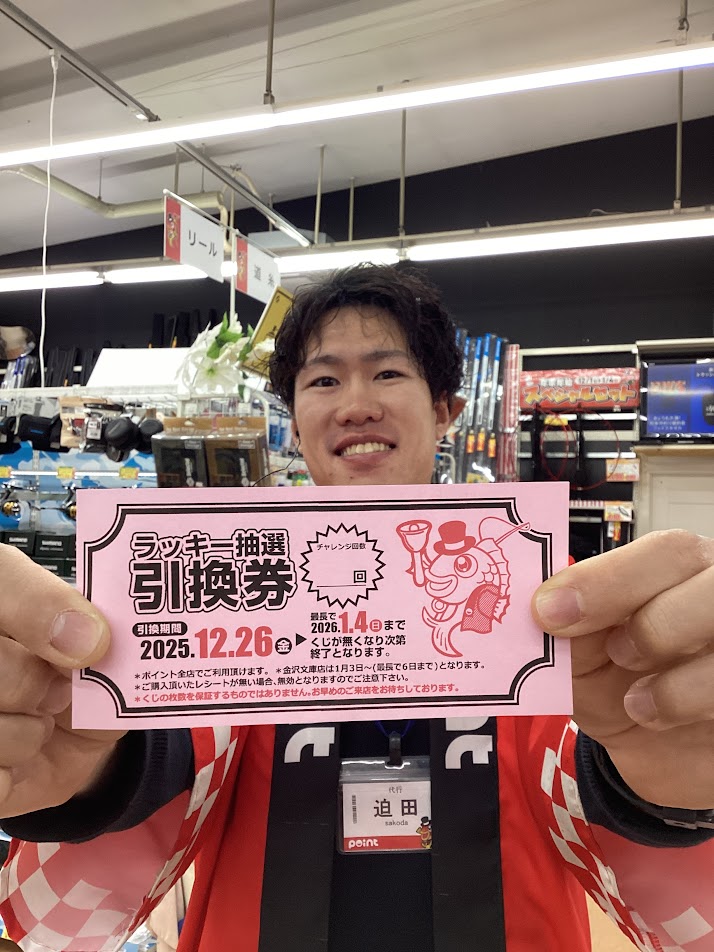 リール
道糸
スペシャルセット
ラッキー抽選
引換券
チャレンジ回数
回
引換期間
2025.12.26金▶
最長で
2026.1.4日まで
くじが無くなり次第
終了となります。
＊ポイント全店でご利用頂けます。 ＊金沢文庫店は1月3日〜(最長で6日まで)となります。
＊ご購入頂いたレシートが無い場合、無効となりますのでご注意下さい。
＊くじの枚数を保証するものではありません。お早めのご来店をお待ちしております。
代行
迫田
sakoda
point